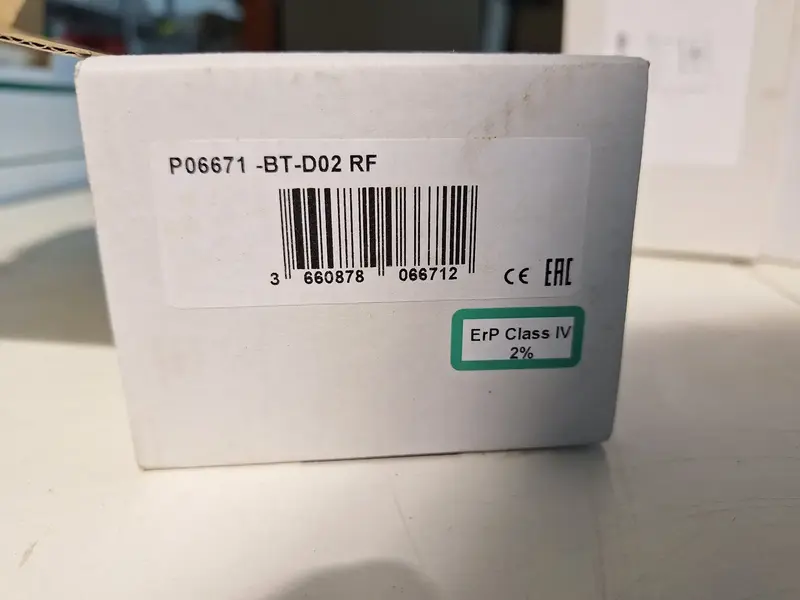 P06671 -BT-D02 RF
3 660878 066712
CE EAC
ErP Class IV
2%